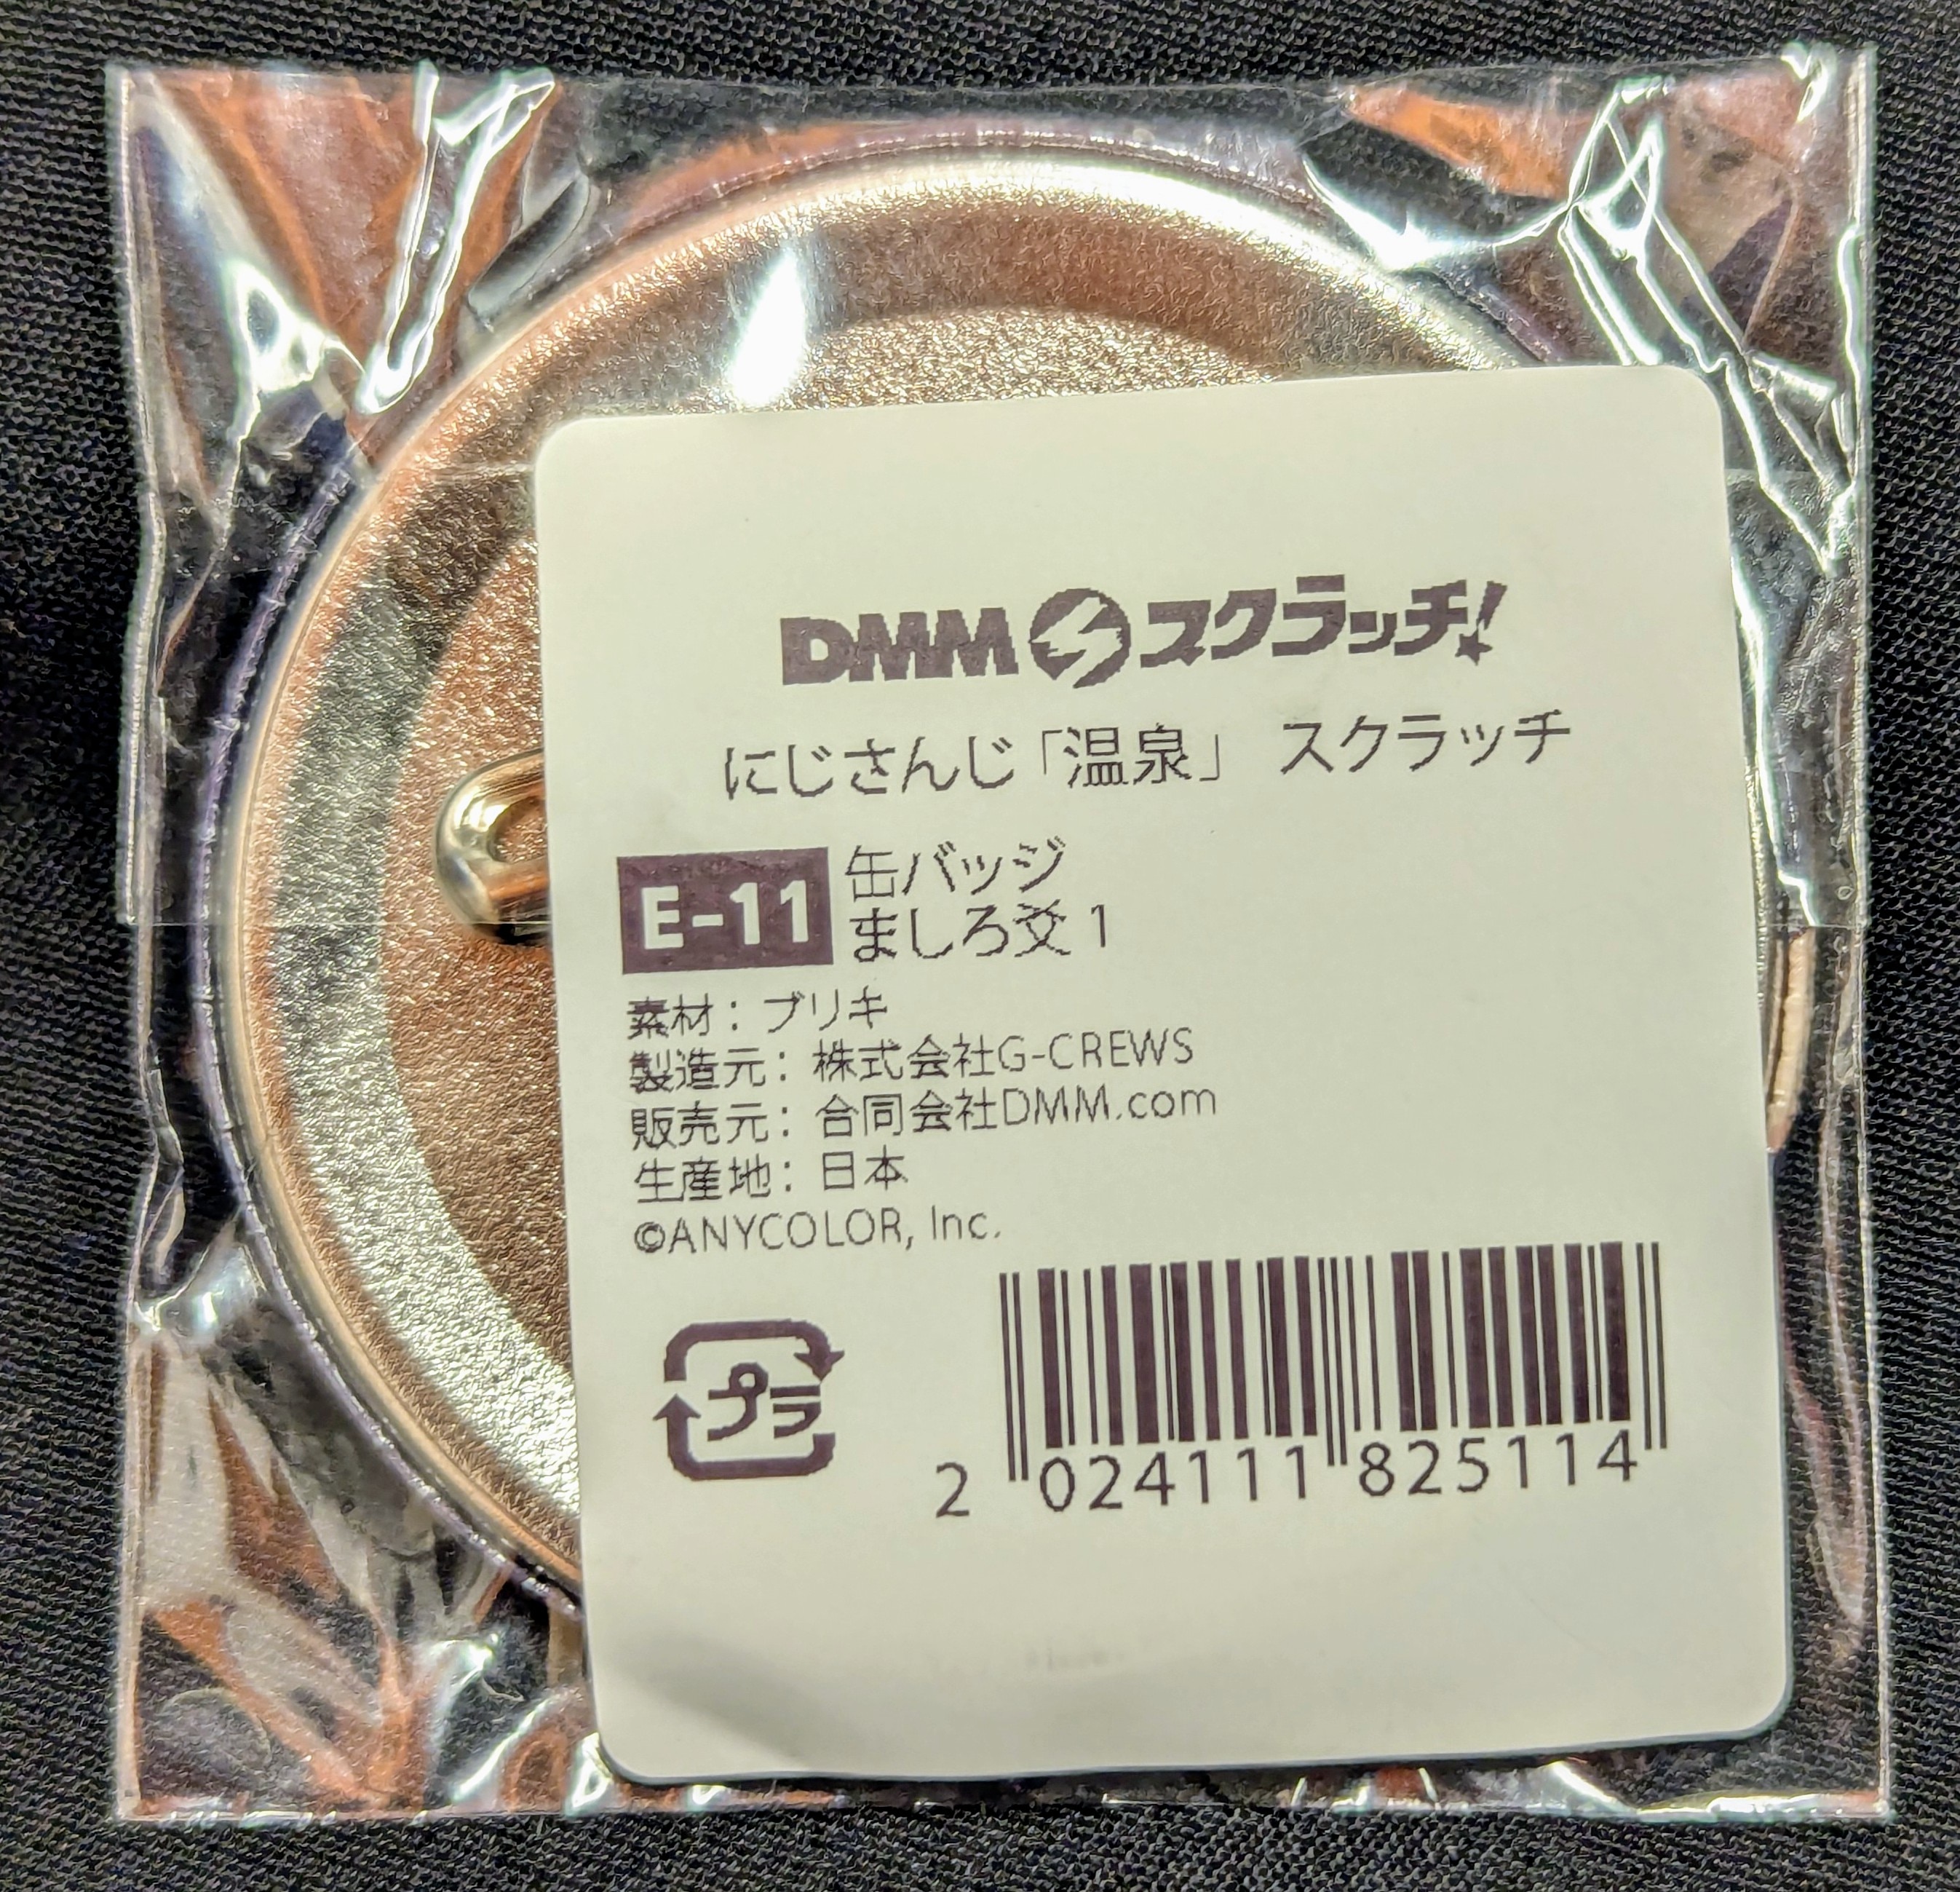 DMMスクラッチ!
にじさんじ「温泉」 スクラッチ
E-11
缶バッジ
ましろ爻 1
素材：ブリキ
製造元：株式会社G-CREWS
販売元：合同会社DMM.com
生産地：日本
©ANYCOLOR, Inc.
プラ
2 024111 825114